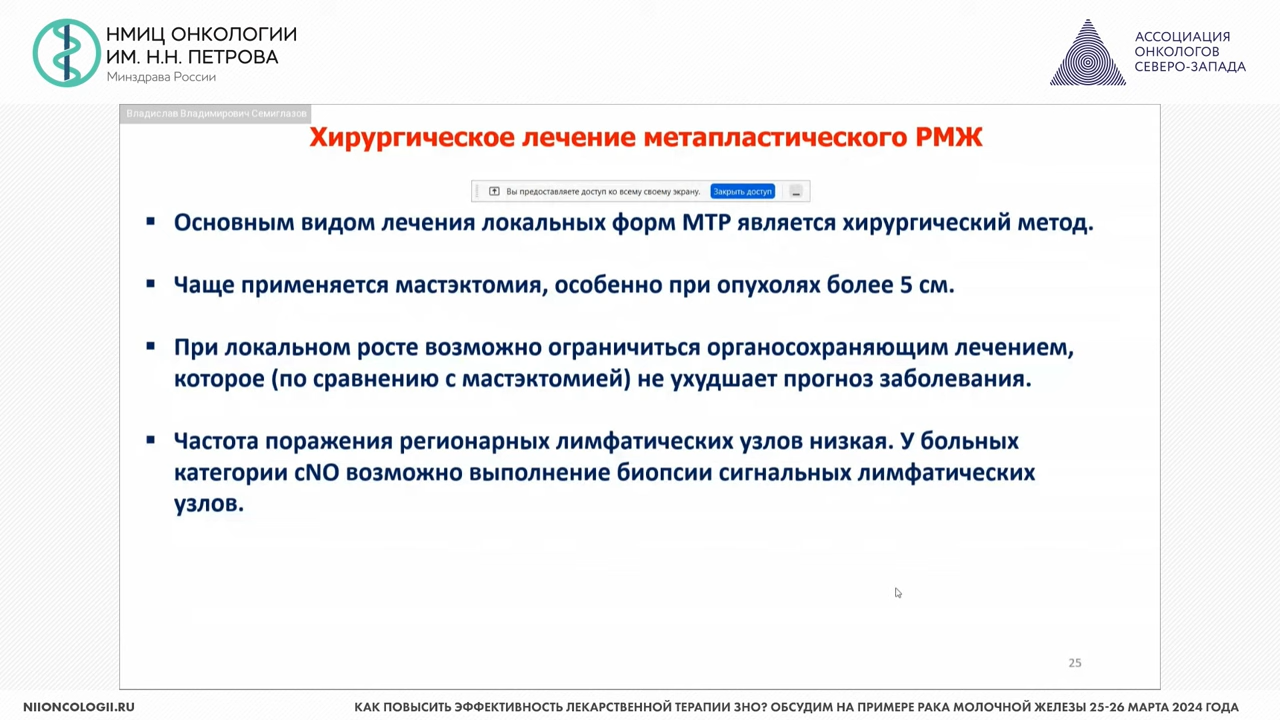 НМИЦ ОНКОЛОГИИ
ИМ. Н.Н. ПЕТРОВА
Минздрава России
АССОЦИАЦИЯ
ОНКОЛОГОВ
СЕВЕРО-ЗАПАДА
Владислав Владимирович Семиглазов
Хирургическое лечение метапластического РМЖ
Вы предоставляете доступ ко всему своему экрану. Закрыть доступ
▪ Основным видом лечения локальных форм МТР является хирургический метод.
▪ Чаще применяется мастэктомия, особенно при опухолях более 5 см.
▪ При локальном росте возможно ограничиться органосохраняющим лечением,
которое (по сравнению с мастэктомией) не ухудшает прогноз заболевания.
▪ Частота поражения регионарных лимфатических узлов низкая. У больных
категории cNO возможно выполнение биопсии сигнальных лимфатических
узлов.
25
NIIONCOLOGII.RU
КАК ПОВЫСИТЬ ЭФФЕКТИВНОСТЬ ЛЕКАРСТВЕННОЙ ТЕРАПИИ ЗНО? ОБСУДИМ НА ПРИМЕРЕ РАКА МОЛОЧНОЙ ЖЕЛЕЗЫ 25-26 МАРТА 2024 ГОДА